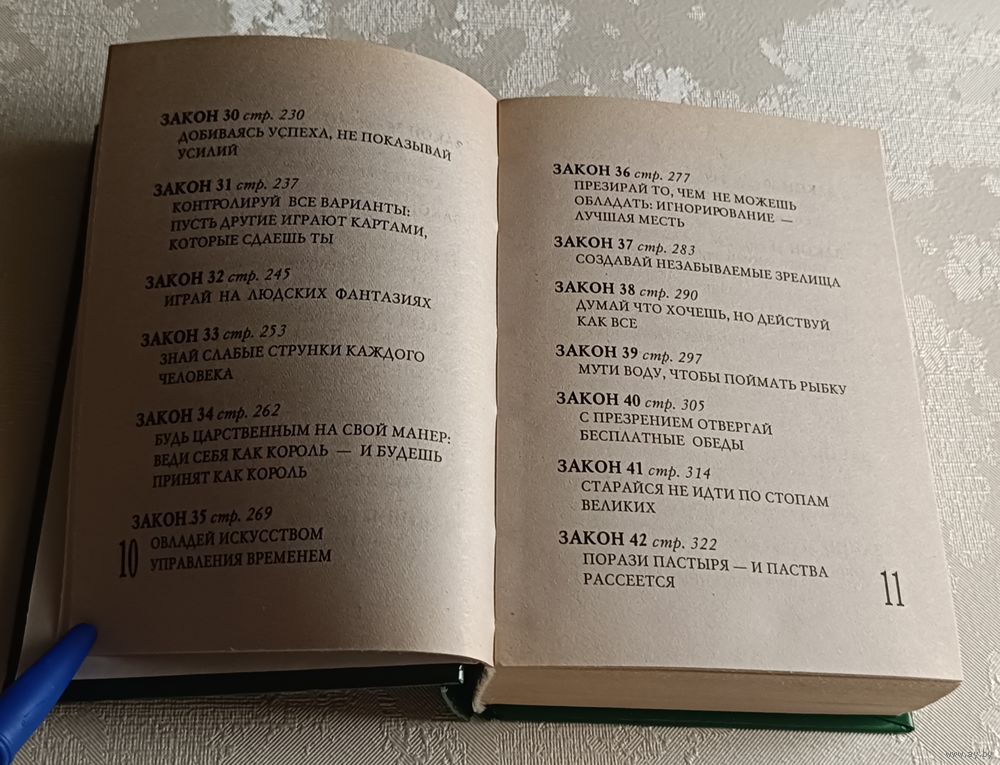 ЗАКОН 30 стр. 230
ДОБИВАЯСЬ УСПЕХА, НЕ ПОКАЗЫВАЙ
УСИЛИЙ
ЗАКОН 31 стр. 237
КОНТРОЛИРУЙ ВСЕ ВАРИАНТЫ:
ПУСТЬ ДРУГИЕ ИГРАЮТ КАРТАМИ,
КОТОРЫЕ СДАЕШЬ ТЫ
ЗАКОН 32 стр. 245
ИГРАЙ НА ЛЮДСКИХ ФАНТАЗИЯХ
ЗАКОН 33 стр. 253
ЗНАЙ СЛАБЫЕ СТРУНКИ КАЖДОГО
ЧЕЛОВЕКА
ЗАКОН 34 стр. 262
БУДЬ ЦАРСТВЕННЫМ НА СВОЙ МАНЕР:
ВЕДИ СЕБЯ КАК КОРОЛЬ — И БУДЕШЬ
ПРИНЯТ КАК КОРОЛЬ
ЗАКОН 35 стр. 269
ОВЛАДЕЙ ИСКУССТВОМ
УПРАВЛЕНИЯ ВРЕМЕНЕМ
10
ЗАКОН 36 стр. 277
ПРЕЗИРАЙ ТО, ЧЕМ НЕ МОЖЕШЬ
ОБЛАДАТЬ: ИГНОРИРОВАНИЕ —
ЛУЧШАЯ МЕСТЬ
ЗАКОН 37 стр. 283
СОЗДАВАЙ НЕЗАБЫВАЕМЫЕ ЗРЕЛИЩА
ЗАКОН 38 стр. 290
ДУМАЙ ЧТО ХОЧЕШЬ, НО ДЕЙСТВУЙ
КАК ВСЕ
ЗАКОН 39 стр. 297
МУТИ ВОДУ, ЧТОБЫ ПОЙМАТЬ РЫБКУ
ЗАКОН 40 стр. 305
С ПРЕЗРЕНИЕМ ОТВЕРГАЙ
БЕСПЛАТНЫЕ ОБЕДЫ
ЗАКОН 41 стр. 314
СТАРАЙСЯ НЕ ИДТИ ПО СТОПАМ
ВЕЛИКИХ
ЗАКОН 42 стр. 322
ПОРАЗИ ПАСТЫРЯ — И ПАСТВА
РАССЕЕТСЯ
11
www.ay.by